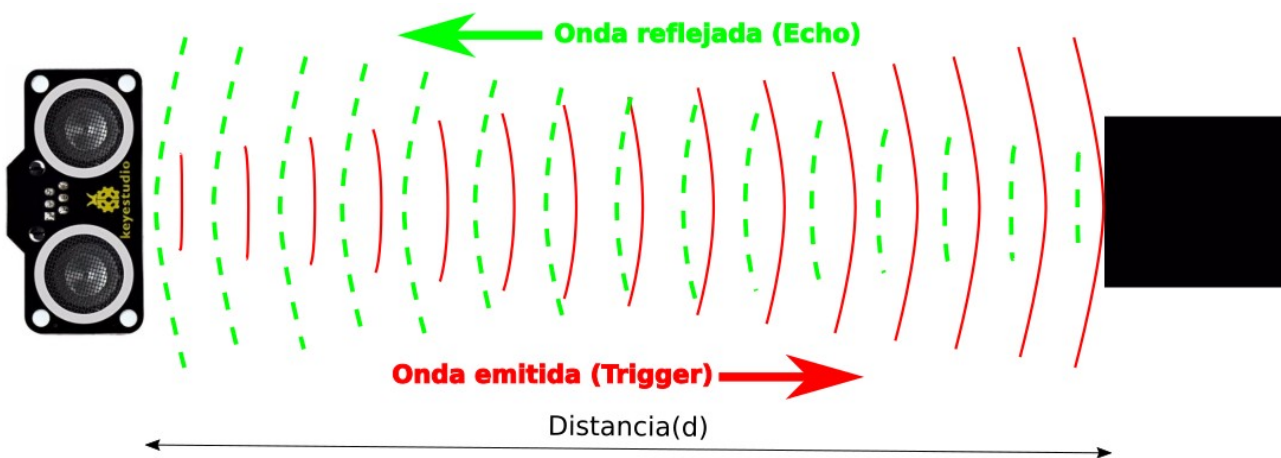 Onda reflejada (Echo)
keyestudio
Onda emitida (Trigger)
Distancia(d)